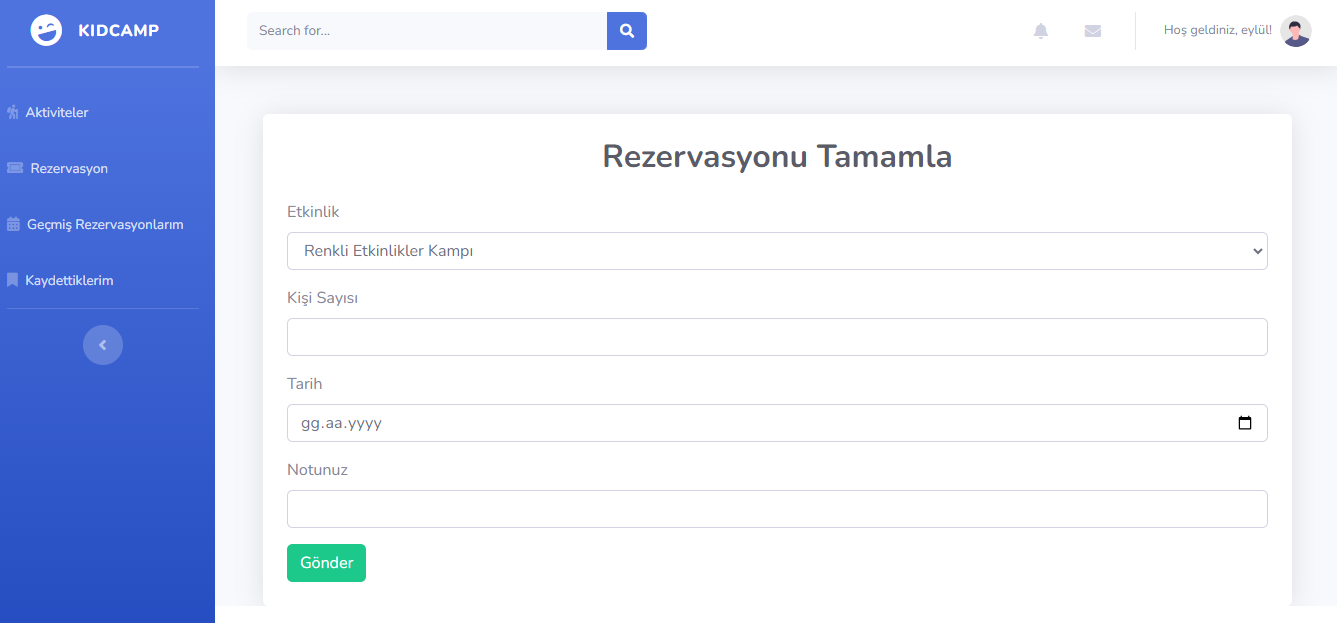 KIDCAMP
Search for...
Hoş geldiniz, eylül!
Aktiviteler
Rezervasyon
Geçmiş Rezervasyonlarım
Kaydettiklerim
Rezervasyonu Tamamla
Etkinlik
Renkli Etkinlikler Kampı
Kişi Sayısı
Tarih
gg.aa.yyyy
Notunuz
Gönder